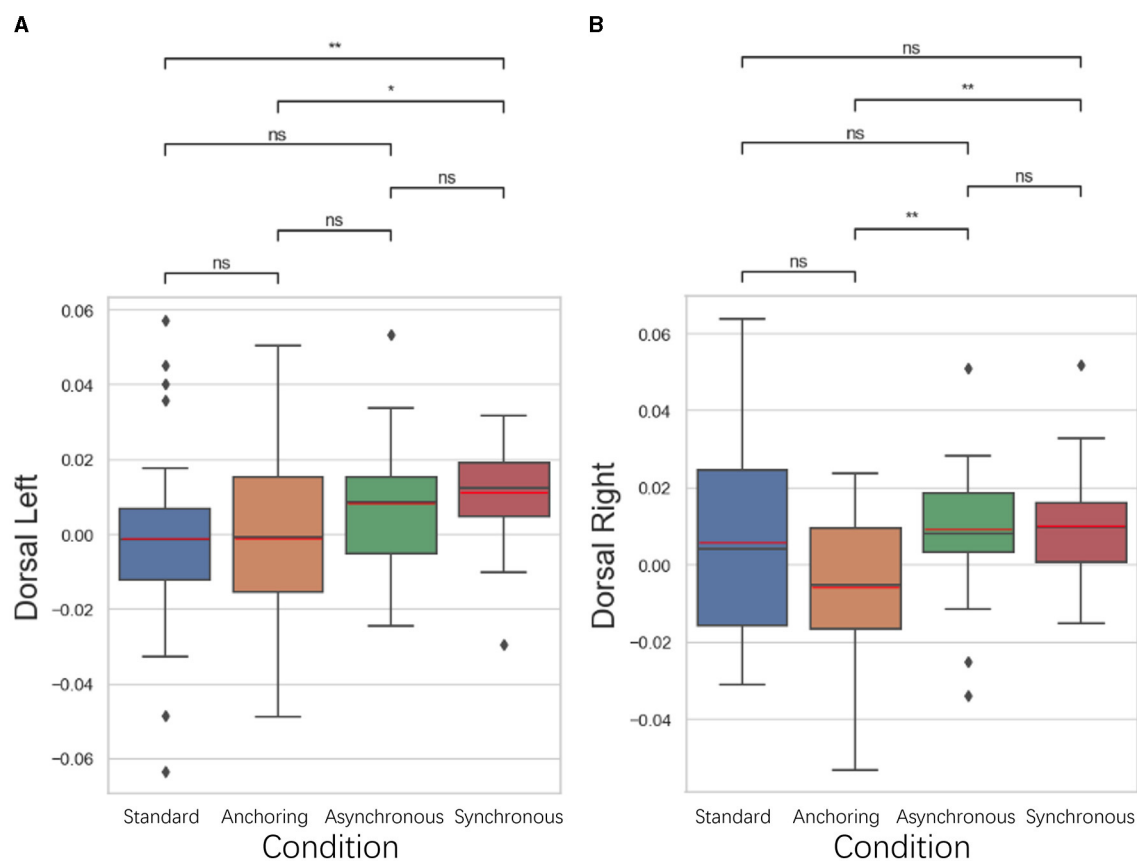 A
**
*
ns
ns
ns
ns
0.06
0.04
0.02
0.00
−0.02
−0.04
−0.06
Dorsal Left
Standard Anchoring Asynchronous Synchronous
Condition
B
ns
**
ns
ns
**
ns
0.06
0.04
0.02
0.00
−0.02
−0.04
Dorsal Right
Standard Anchoring Asynchronous Synchronous
Condition